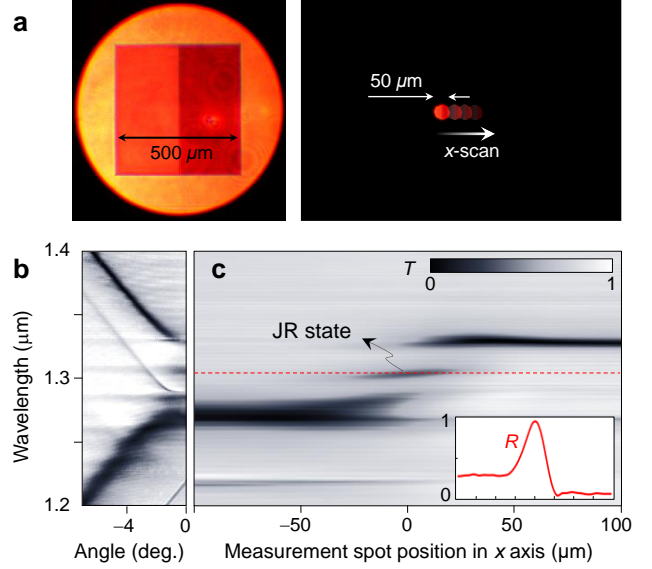 a
500 μm
50 μm
x-scan
b
c
1.4
1.3
1.2
Wavelength (μm)
−4
0
Angle (deg.)
T
0
1
JR state
1
R
0
−50
0
50
100
Measurement spot position in x axis (μm)